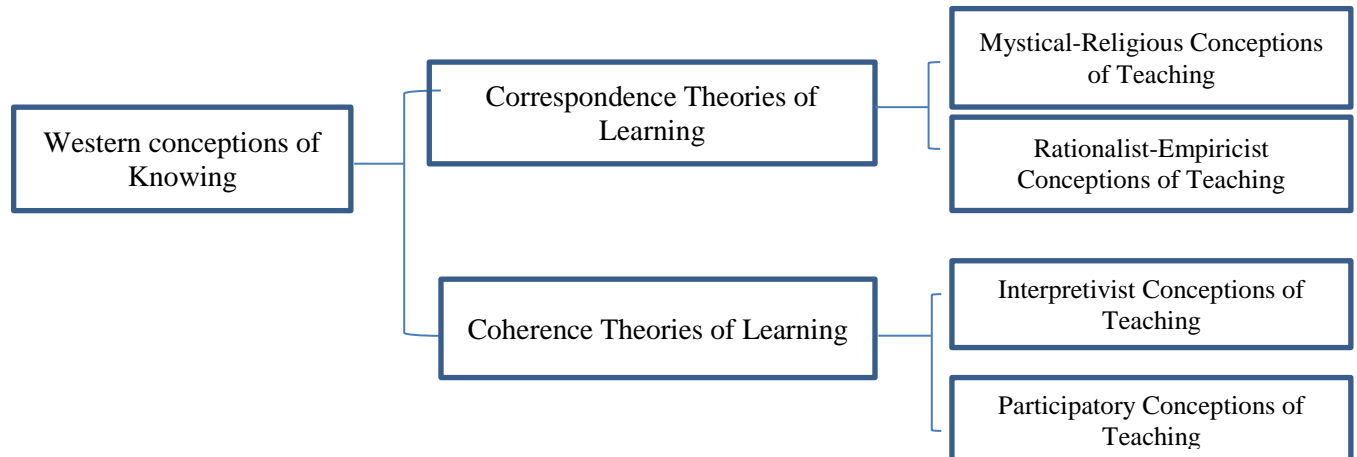 Western conceptions of
Knowing
Correspondence Theories of
Learning
Mystical-Religious Conceptions
of Teaching
Rationalist-Empiricist
Conceptions of Teaching
Coherence Theories of Learning
Interpretivist Conceptions of
Teaching
Participatory Conceptions of
Teaching